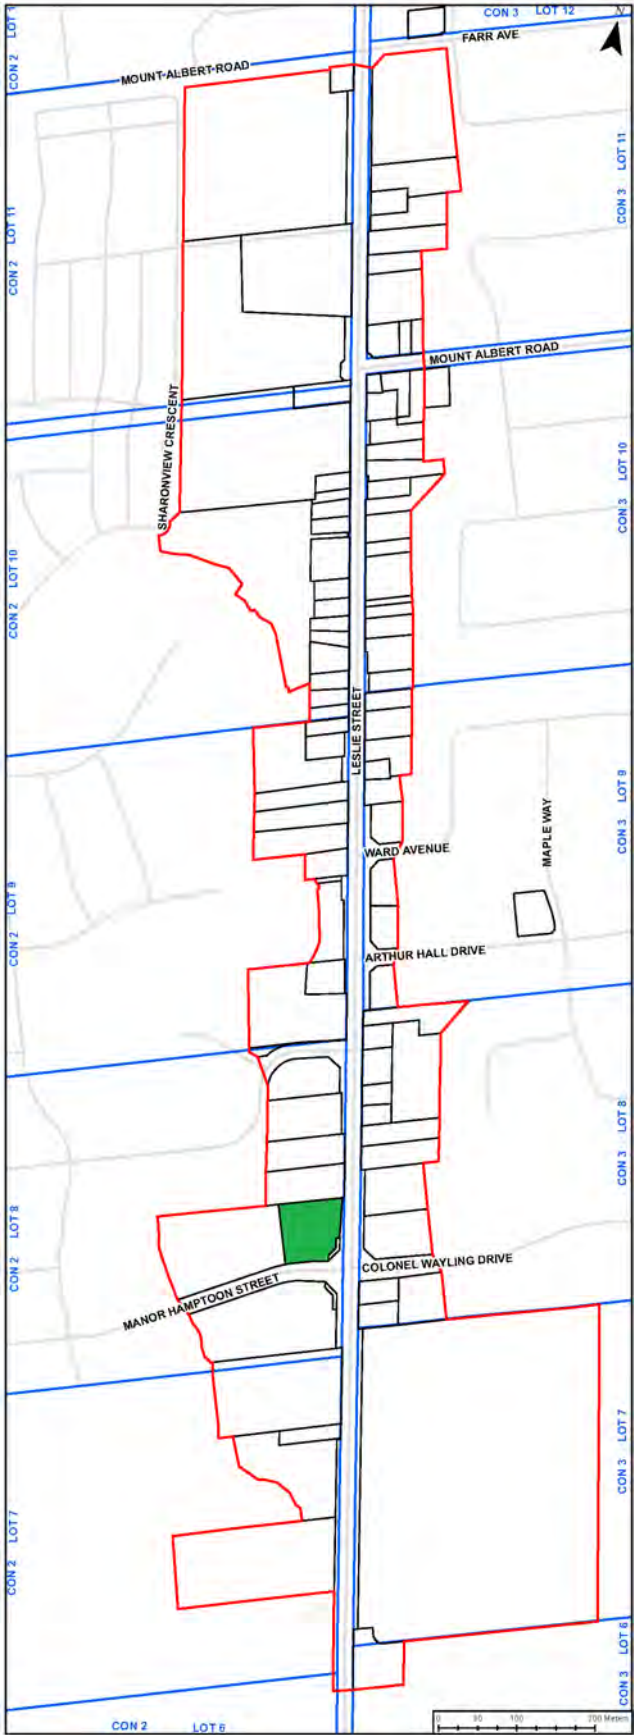 CON 3 LOT 12
N
CON 2 LOT 1
FARR AVE
MOUNT-ALBERT-ROAD
CON 3 LOT 11
CON 2 LOT 11
MOUNT ALBERT ROAD
SHARONVIEW CRESCENT
CON 3 LOT 10
CON 2 LOT 10
LESLIE STREET
CON 3 LOT 9
MAPLE WAY
WARD AVENUE
CON 2 LOT 9
ARTHUR HALL DRIVE
CON 3 LOT 8
CON 2 LOT 8
COLONEL WAYLING DRIVE
MANOR HAMPTOON STREET
CON 3 LOT 7
CON 2 LOT 7
CON 3 LOT 6
CON 2 LOT 6
0 50 100 200 Meters